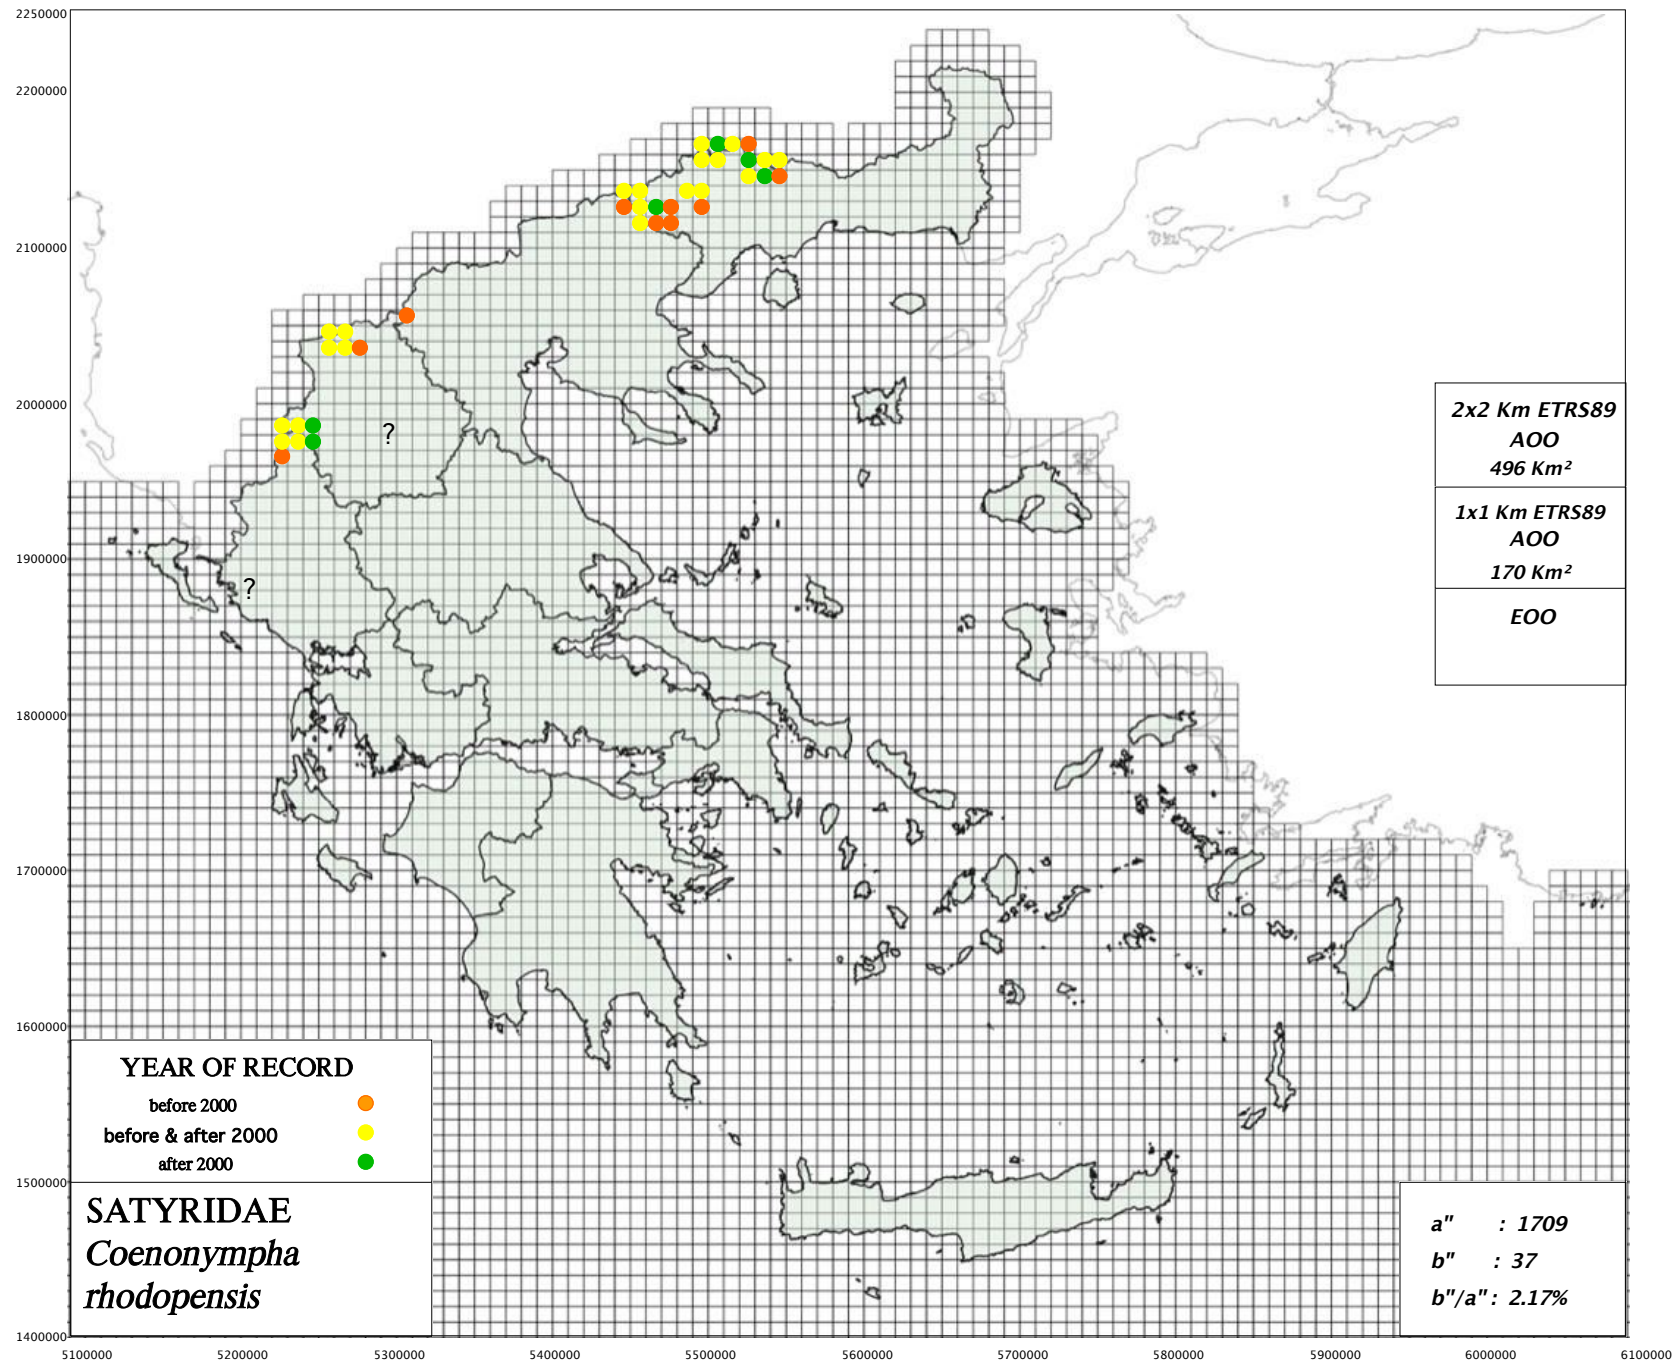 2250000
2200000
2100000
2000000
1900000
1800000
1700000
1600000
1500000
1400000
?
?
2x2 Km ETRS89
AOO
496 Km²
1x1 Km ETRS89
AOO
170 Km²
EOO
YEAR OF RECORD
before 2000
before & after 2000
after 2000
SATYRIDAE
Coenonympha
rhodopensis
a" : 1709
b" : 37
b"/a" : 2.17%
5100000 5200000 5300000 5400000 5500000 5600000 5700000 5800000 5900000 6000000 6100000